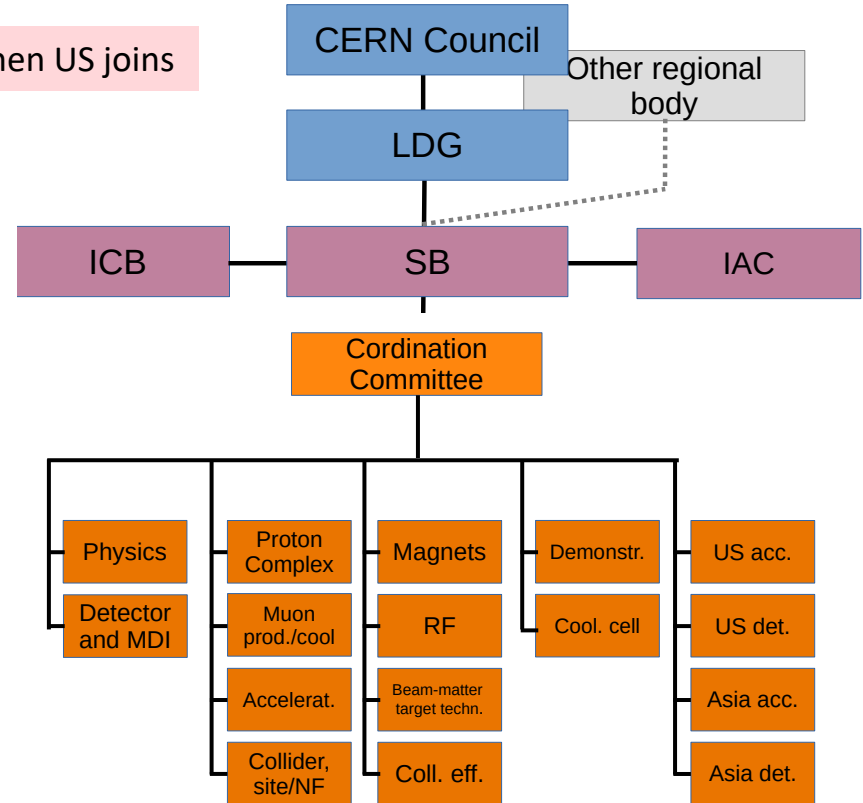 CERN Council
hen US joins
Other regional
body
LDG
ICB
SB
IAC
Cordination
Committee
Physics
Detector
and MDI
Proton
Complex
Muon
prod./cool
Accelerat.
Collider,
site/NF
Magnets
RF
Beam-matter
target techn.
Coll. eff.
Demonstr.
Cool. cell
US acc.
US det.
Asia acc.
Asia det.